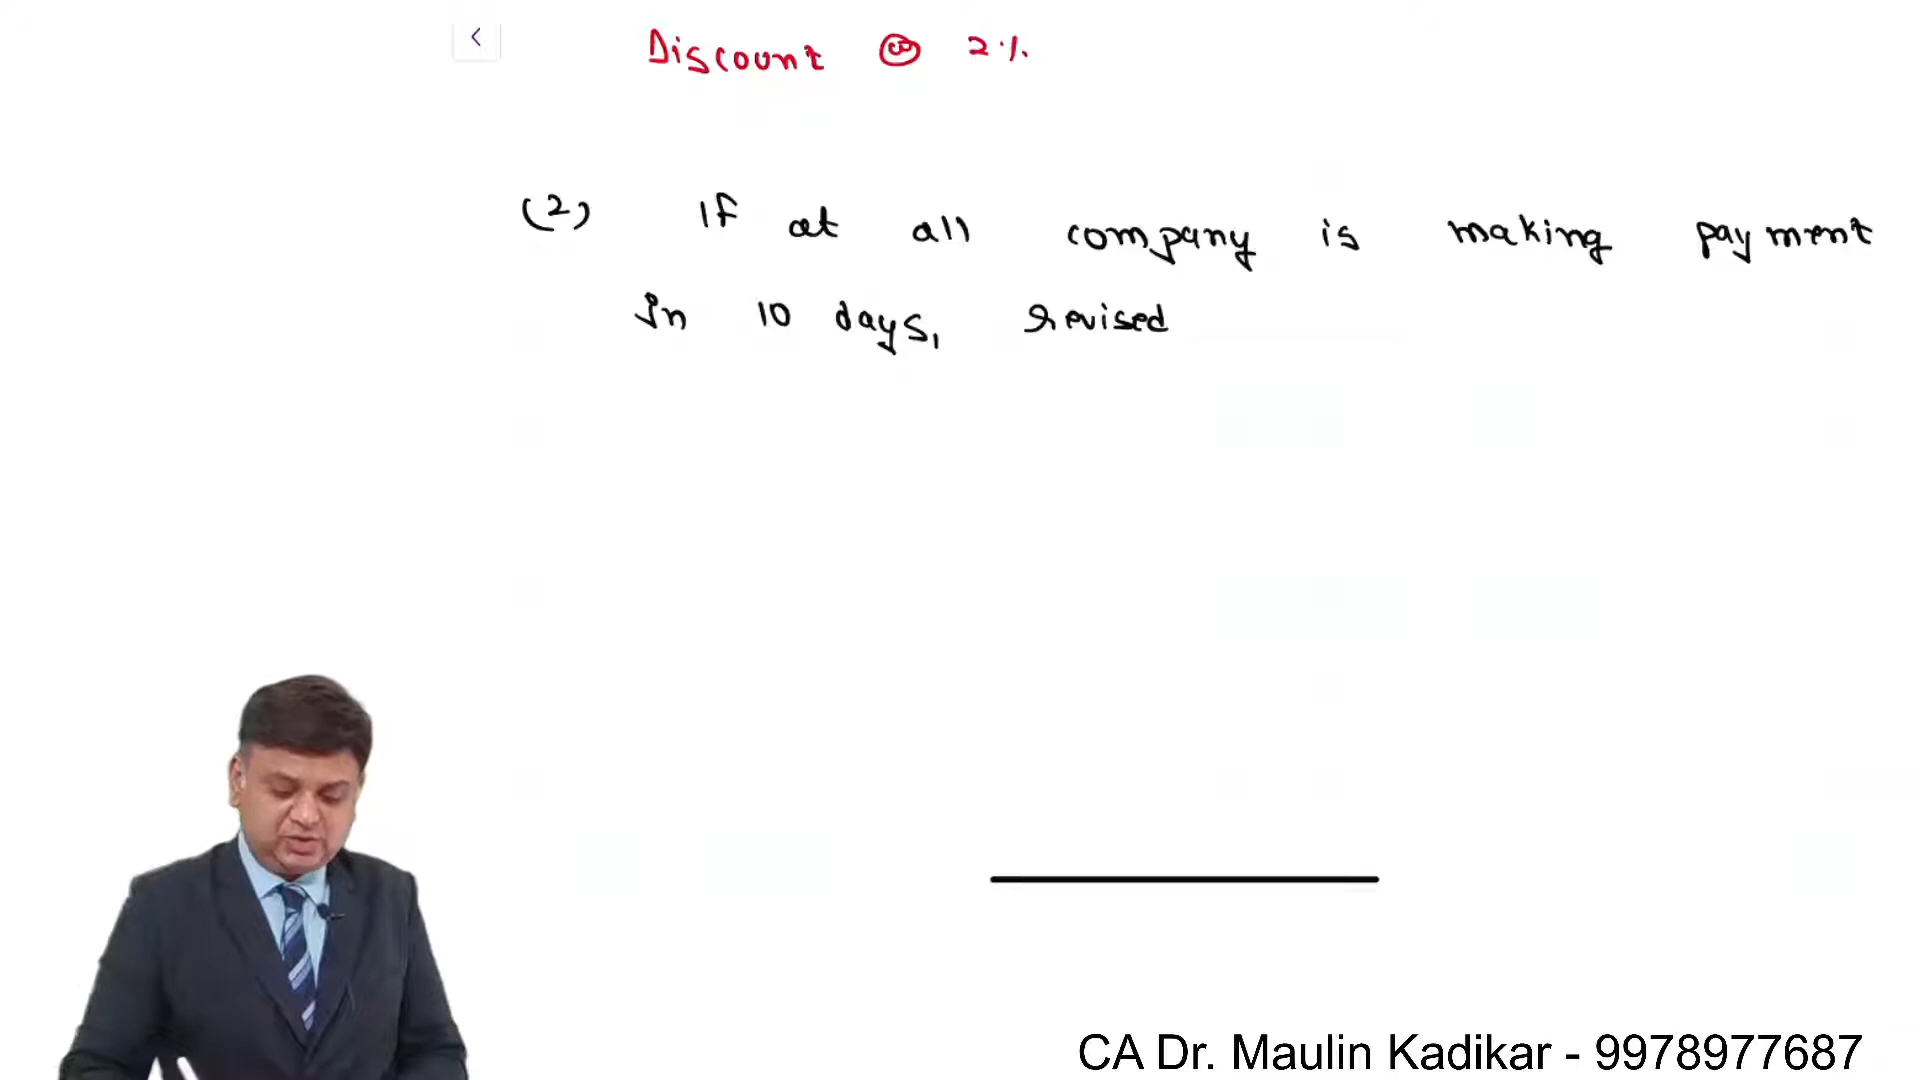 Discount @ 2%
(2) If at all company is making payment
in 10 days, revised
CA Dr. Maulin Kadikar - 9978977687